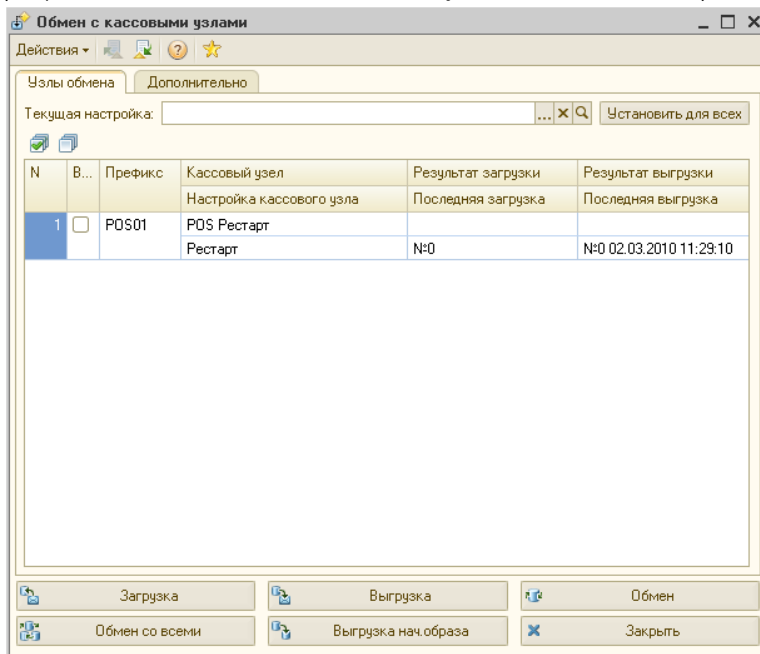 Обмен с кассовыми узлами
Действия
Узлы обмена Дополнительно
Текущая настройка: ... Установить для всех
N В... Префикс Кассовый узел Результат загрузки Результат выгрузки
Настройка кассового узла Последняя загрузка Последняя выгрузка
1 POS01 POS Рестарт
Рестарт №0 №0 02.03.2010 11:29:10
Загрузка Выгрузка Обмен
Обмен со всеми Выгрузка нач.образа Закрыть